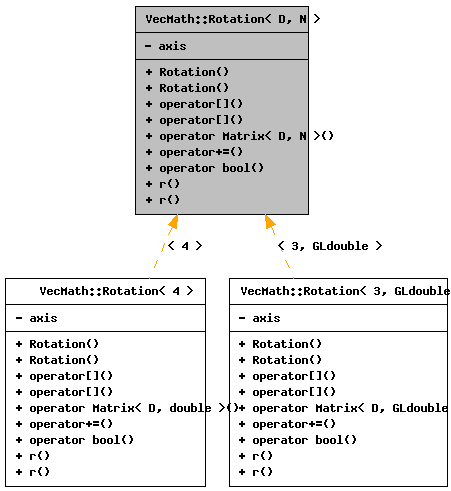 VecMath::Rotation< D, N >
- axis
+ Rotation()
+ Rotation()
+ operator[]()
+ operator[]()
+ operator Matrix< D, N >()
+ operator+=()
+ operator bool()
+ r()
+ r()
< 4 >
< 3, GLdouble >
VecMath::Rotation< 4 >
- axis
+ Rotation()
+ Rotation()
+ operator[]()
+ operator[]()
+ operator Matrix< D, double >()
+ operator+=()
+ operator bool()
+ r()
+ r()
VecMath::Rotation< 3, GLdouble
- axis
+ Rotation()
+ Rotation()
+ operator[]()
+ operator[]()
+ operator Matrix< D, GLdouble
+ operator+=()
+ operator bool()
+ r()
+ r()